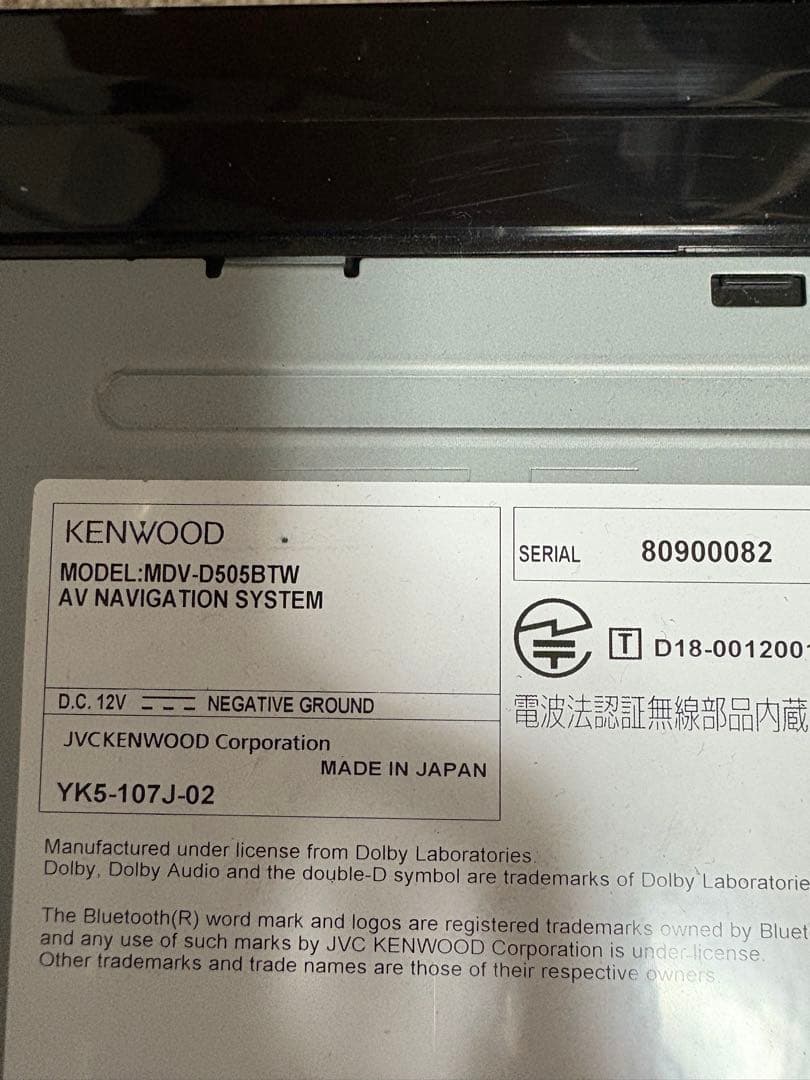 KENWOOD
MODEL:MDV-D505BTW
AV NAVIGATION SYSTEM
D.C. 12V NEGATIVE GROUND
JVCKENWOOD Corporation
MADE IN JAPAN
YK5-107J-02
SERIAL 80900082
T D18-001200
電波法認証無線部品内蔵
Manufactured under license from Dolby Laboratories.
Dolby, Dolby Audio and the double-D symbol are trademarks of Dolby Laboratorie
The Bluetooth(R) word mark and logos are registered trademarks owned by Bluet
and any use of such marks by JVC KENWOOD Corporation is under license.
Other trademarks and trade names are those of their respective owners.